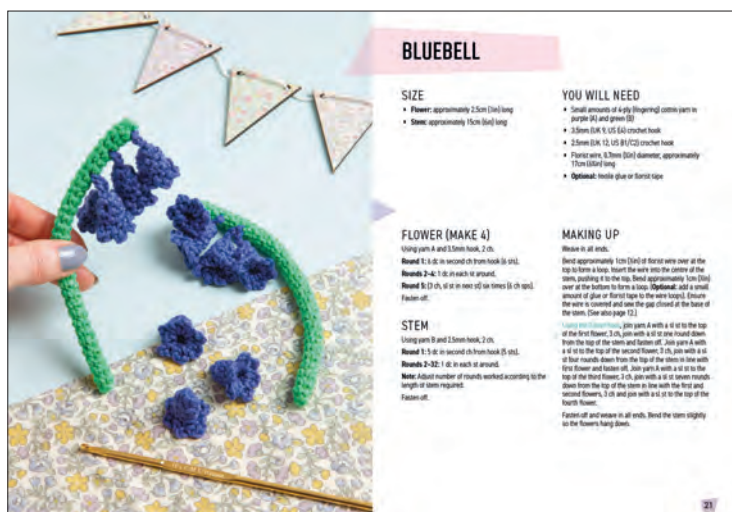 BLUEBELL
SIZE
• Flower: approximately 2.5cm (1in) long
• Stem: approximately 15cm (6in) long
YOU WILL NEED
• Small amounts of 4-ply (fingering) cotton yarn in
purple (A) and green (B)
• 3.5mm (UK 9, US E4) crochet hook
• 2.5mm (UK 12, US B1/C2) crochet hook
• Florist wire, diameter, approximately
17cm long
• Optional: textile glue or florist tape
FLOWER (MAKE 4)
Using yarn A and 3.5mm hook, 2 ch.
Round 1: 6 dc in second ch from hook (6 sts).
Rounds 2–4: 1 dc in each st around.
Round 5: (3 ch, sl st in next st) six times (6 ch sps).
Fasten off.
STEM
Using yarn B and 2.5mm hook, 2 ch.
Round 1: 5 dc in second ch from hook (5 sts).
Rounds 2–32: 1 dc in each st around.
Note: Adjust number of rounds worked according to the
length of stem required.
Fasten off.
MAKING UP
Weave in all ends.
Bend approximately 1cm of florist wire over at the
top to form a loop. Insert the wire into the centre of the
stem, pushing it to the top. Bend approximately 1cm
over at the bottom to form a loop. (Optional: add a small
amount of glue or florist tape to the wire loops). Ensure
the wire is covered and sew the gap closed at the base of
the stem. (See also page 12.)
Using the hook, join yarn A with a sl st to the top
of the first flower, 3 ch, join with a sl st one round down
from the top of the stem and fasten off. Join yarn A with
a sl st to the top of the second flower, 3 ch, join with a sl
st four rounds down from the top of the stem in line with
first flower and fasten off. Join yarn A with a sl st to the
top of the third flower, 3 ch, join with a sl st seven rounds
down from the top of the stem in line with the first and
second flowers, 3 ch and join with a sl st to the top of the
fourth flower.
Fasten off and weave in all ends. Bend the stem slightly
so the flowers hang down.
21